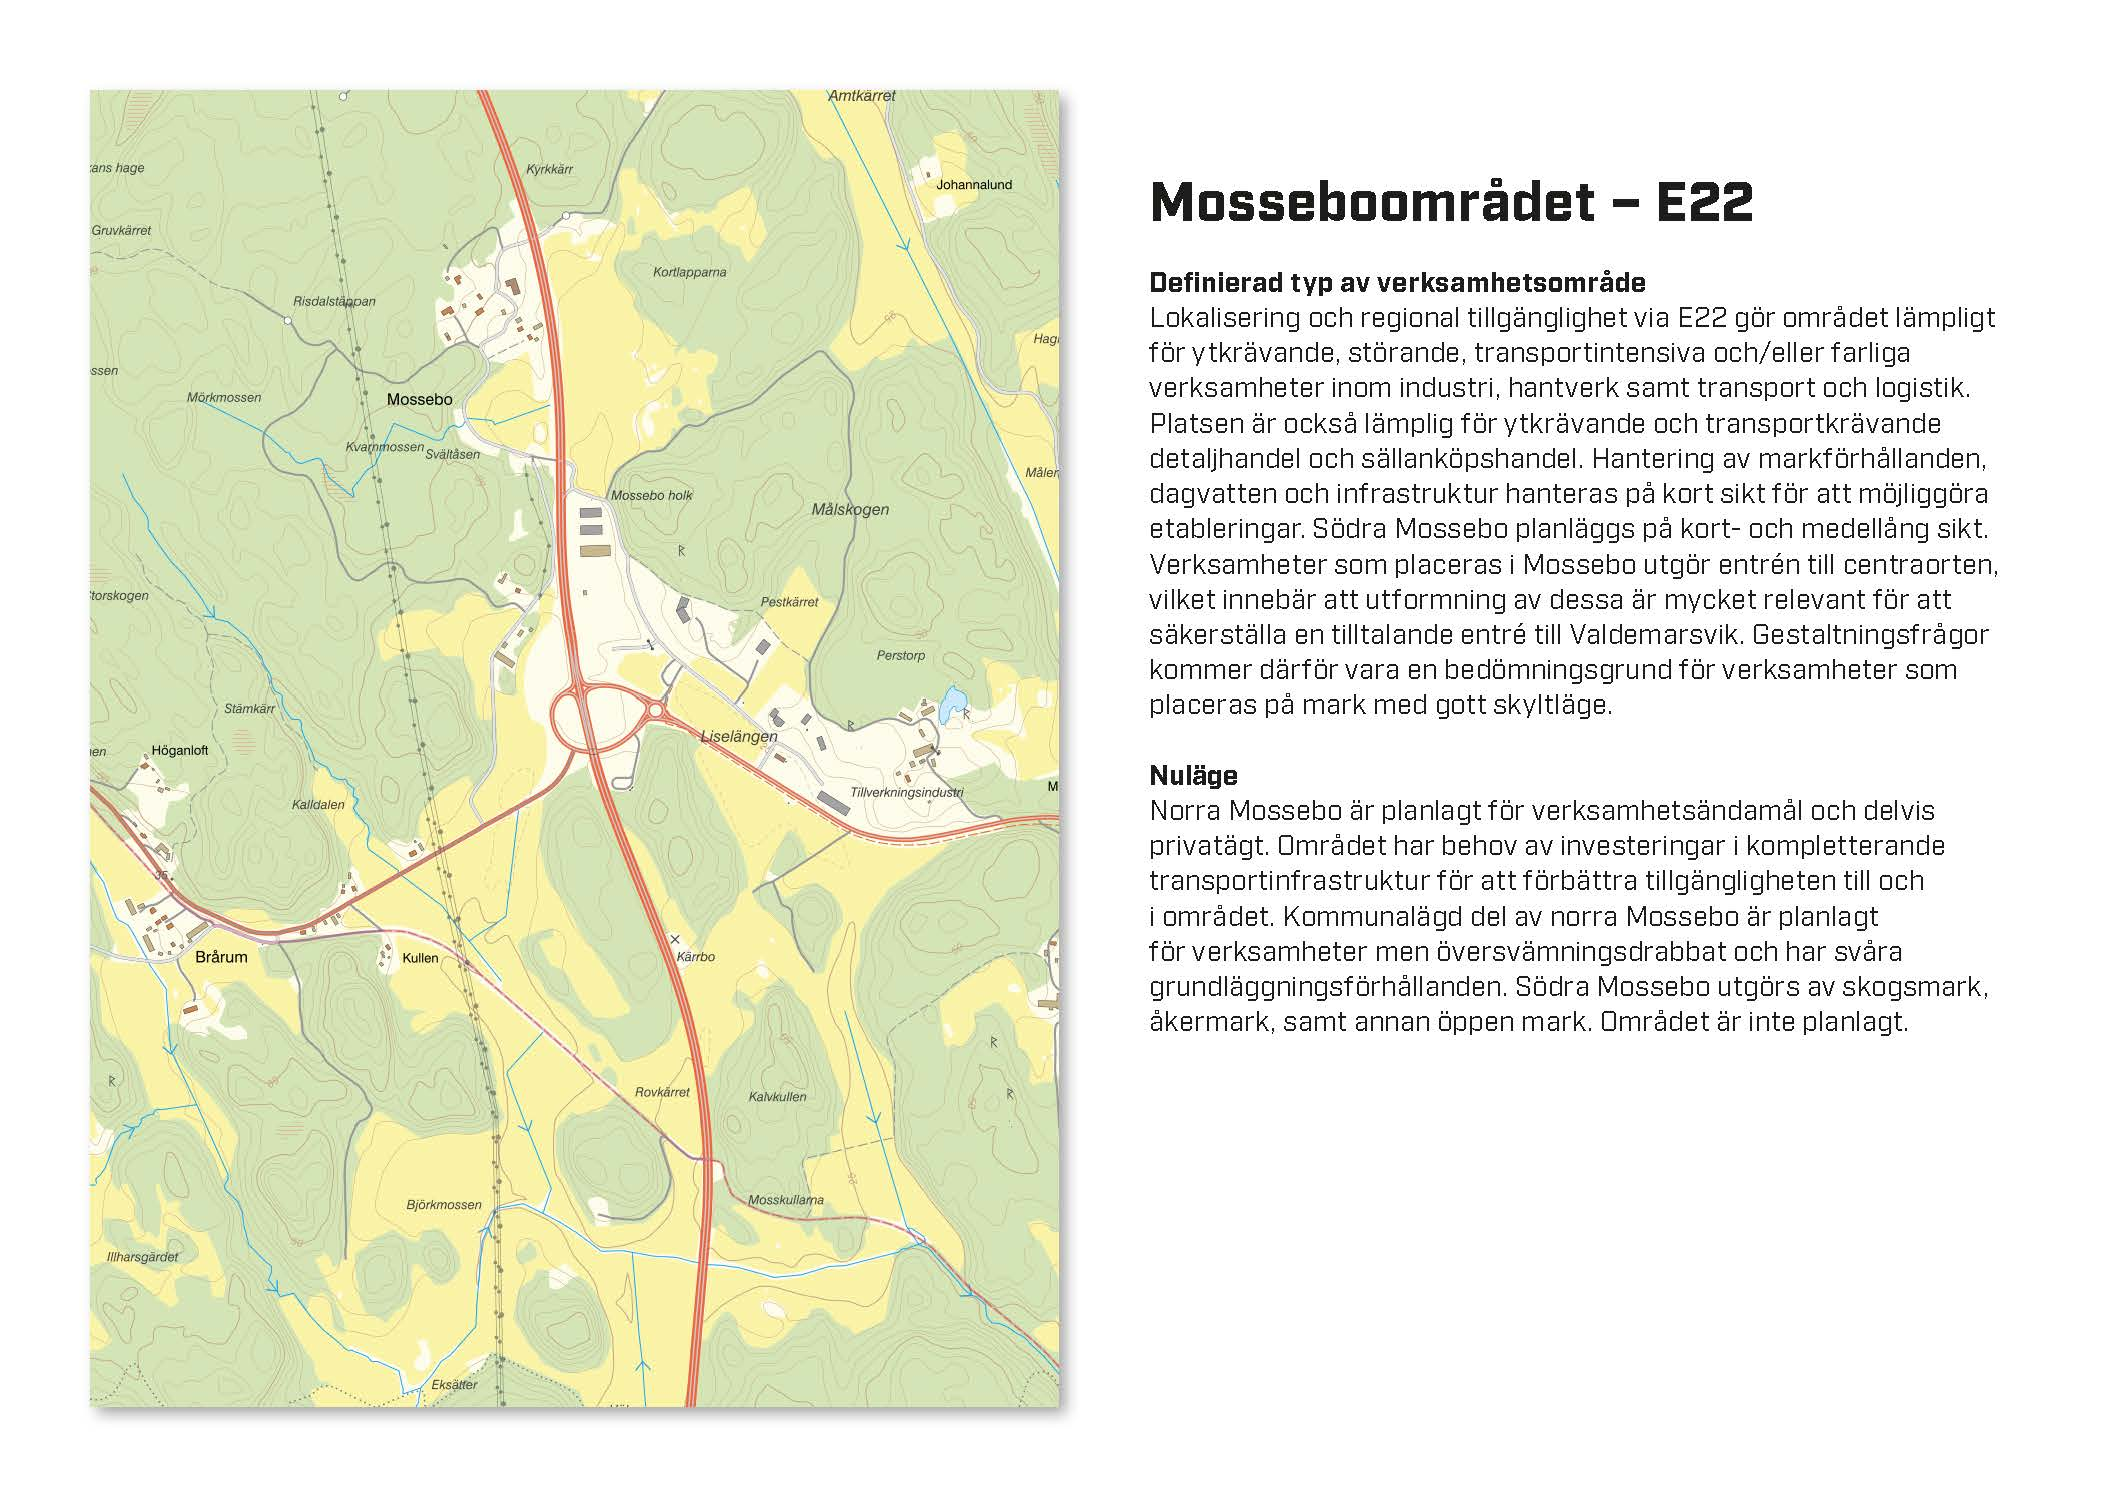 Amtkärret
Kyrkkärr
Johannalund
ans hage
Gruvkärret
Kortlapparna
Risdalstäppan
Hag
ssen
Mörkmossen
Mossebo
Kvarnmossen
Svältåsen
Måler
Mossebo holk
Målskogen
Torskogen
Pestkärret
Perstorp
Stämkärr
Liselängen
Höganloft
Kalldalen
Tillverkningsindustri
M
35
Brårum
Kullen
Kärrbo
Rovkärret
Kalvkullen
Björkmossen
Mosskullarna
Illharsgärdet
Eksätter
Mosseboområdet – E22
Definierad typ av verksamhetsområde
Lokalisering och regional tillgänglighet via E22 gör området lämpligt
för ytkrävande, störande, transportintensiva och/eller farliga
verksamheter inom industri, hantverk samt transport och logistik.
Platsen är också lämplig för ytkrävande och transportkrävande
detaljhandel och sällanköpshandel. Hantering av markförhållanden,
dagvatten och infrastruktur hanteras på kort sikt för att möjliggöra
etableringar. Södra Mossebo planläggs på kort- och medellång sikt.
Verksamheter som placeras i Mossebo utgör entrén till centraorten,
vilket innebär att utformning av dessa är mycket relevant för att
säkerställa en tilltalande entré till Valdemarsvik. Gestaltningsfrågor
kommer därför vara en bedömningsgrund för verksamheter som
placeras på mark med gott skyltläge.
Nuläge
Norra Mossebo är planlagt för verksamhetsändamål och delvis
privatägt. Området har behov av investeringar i kompletterande
transportinfrastruktur för att förbättra tillgängligheten till och
i området. Kommunalägd del av norra Mossebo är planlagt
för verksamheter men översvämningsdrabbat och har svåra
grundläggningsförhållanden. Södra Mossebo utgörs av skogsmark,
åkermark, samt annan öppen mark. Området är inte planlagt.